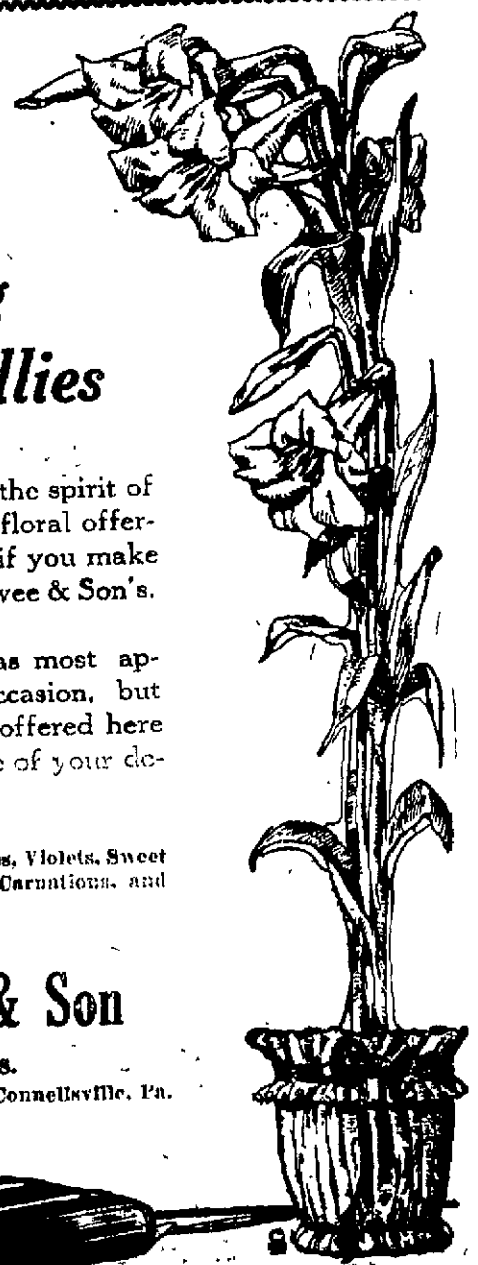 llies
the spirit of
floral offer-
if you make
vee & Son's.
as most ap-
ccasion, but
offered here
of your de-
Violets, Sweet
Carnations, and
& Son
Connellsville, Pa.